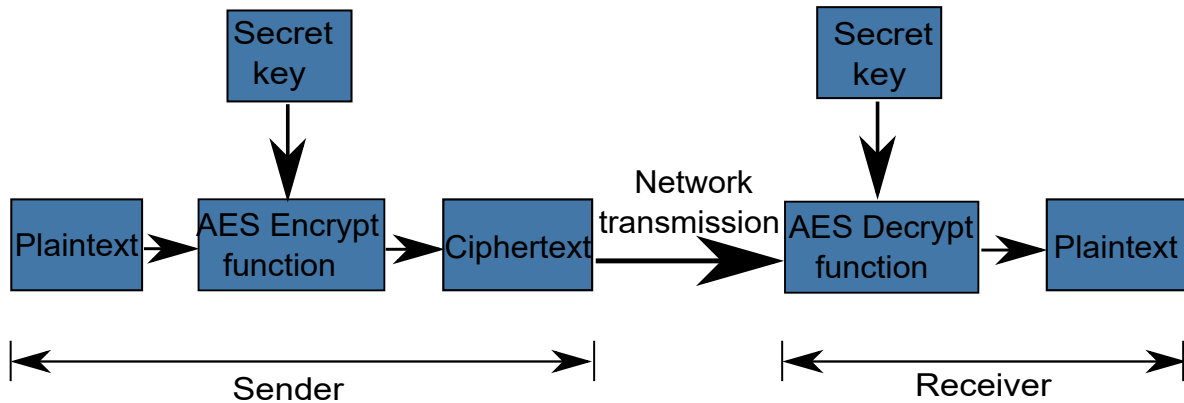 Secret
key
Secret
key
Network
transmission
Plaintext
AES Encrypt
function
Ciphertext
AES Decrypt
function
Plaintext
Sender
Receiver